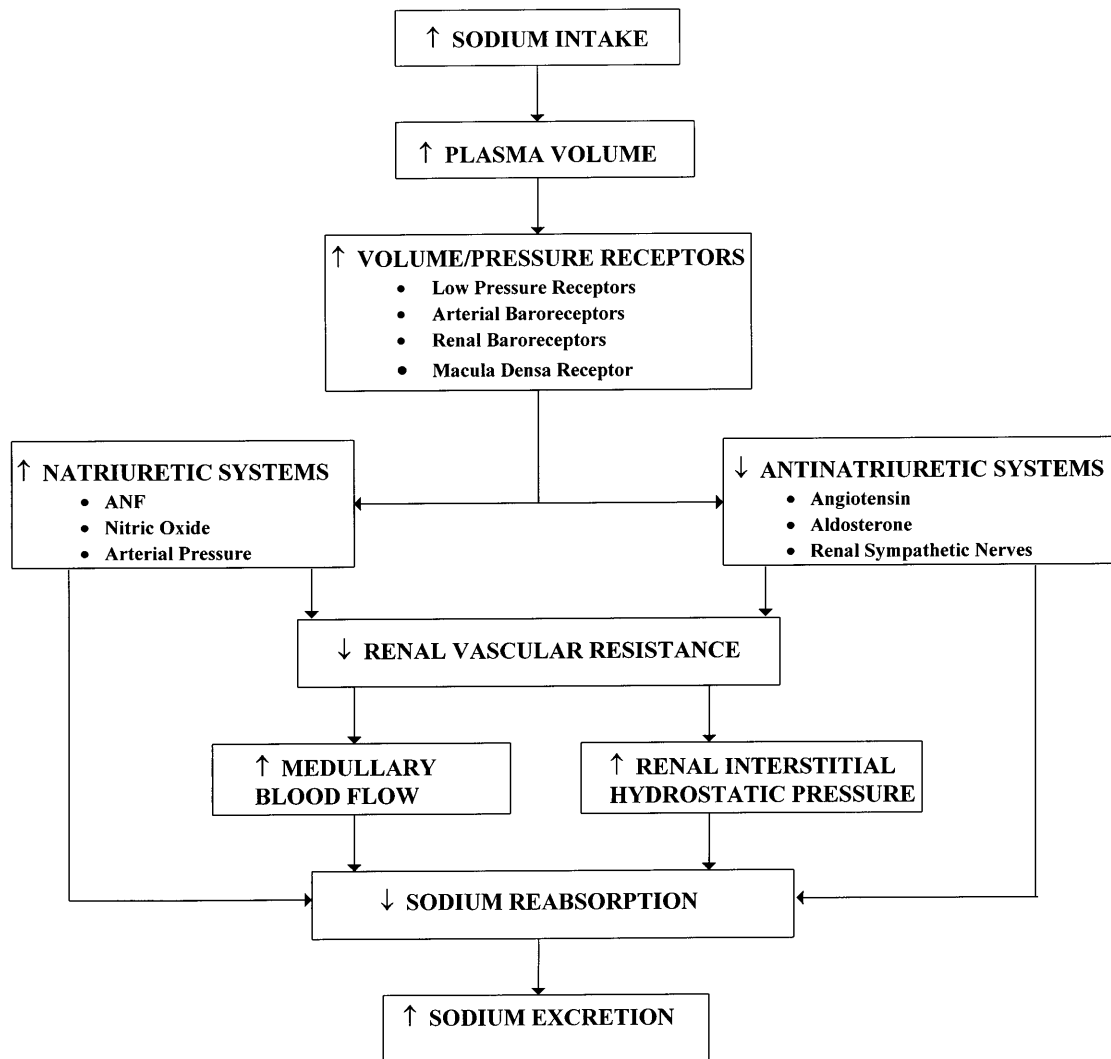 ↑ SODIUM INTAKE
↑ PLASMA VOLUME
↑ VOLUME/PRESSURE RECEPTORS
• Low Pressure Receptors
• Arterial Baroreceptors
• Renal Baroreceptors
• Macula Densa Receptor
↑ NATRIURETIC SYSTEMS
• ANF
• Nitric Oxide
• Arterial Pressure
↓ ANTINATRIURETIC SYSTEMS
• Angiotensin
• Aldosterone
• Renal Sympathetic Nerves
↓ RENAL VASCULAR RESISTANCE
↑ MEDULLARY
BLOOD FLOW
↑ RENAL INTERSTITIAL
HYDROSTATIC PRESSURE
↓ SODIUM REABSORPTION
↑ SODIUM EXCRETION